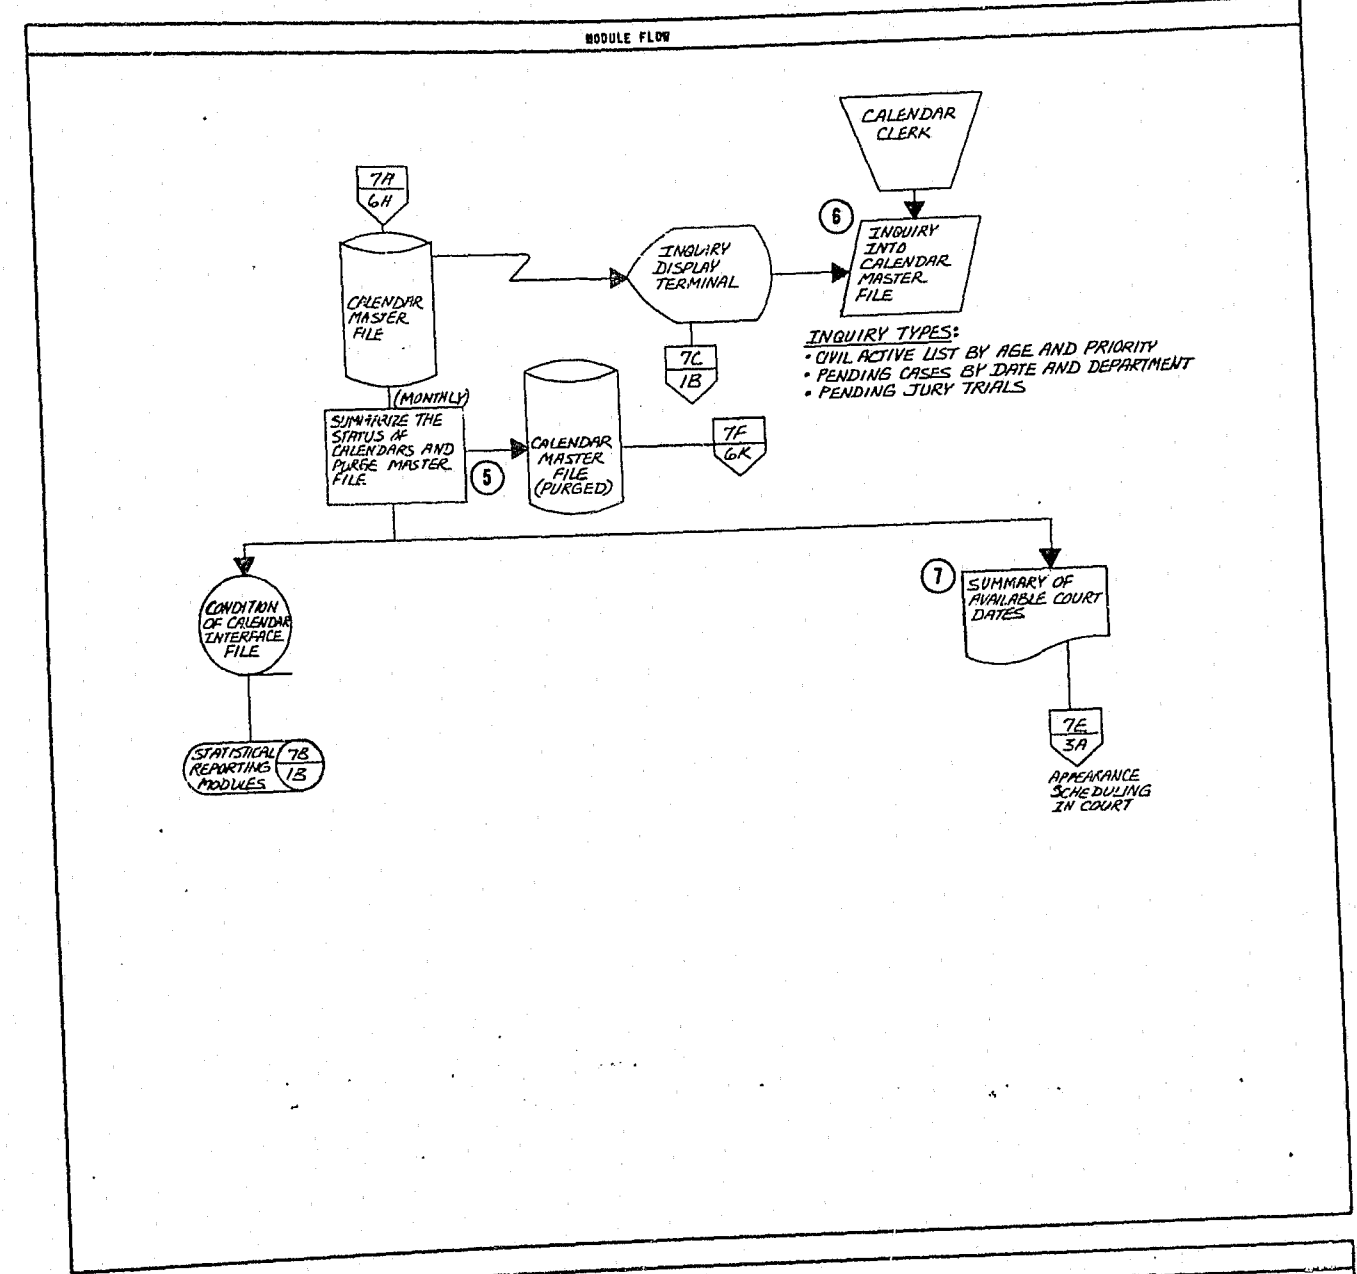 MODULE FLOW
CALENDAR
CLERK
7A
6H
6
INQUIRY
INTO
CALENDAR
MASTER
FILE
INQUIRY
DISPLAY
TERMINAL
CALENDAR
MASTER
FILE
INQUIRY TYPES:
• CIVIL ACTIVE LIST BY AGE AND PRIORITY
• PENDING CASES BY DATE AND DEPARTMENT
• PENDING JURY TRIALS
7C
1B
(MONTHLY)
SUMMARIZE THE
STATUS OF
CALENDARS AND
PURGE MASTER
FILE
5
CALENDAR
MASTER
FILE
(PURGED)
7F
6K
CONDITION
OF CALENDAR
INTERFACE
FILE
7
SUMMARY OF
AVAILABLE COURT
DATES
STATISTICAL
REPORTING
MODULES
7B
1B
7E
3A
APPEARANCE
SCHEDULING
IN COURT